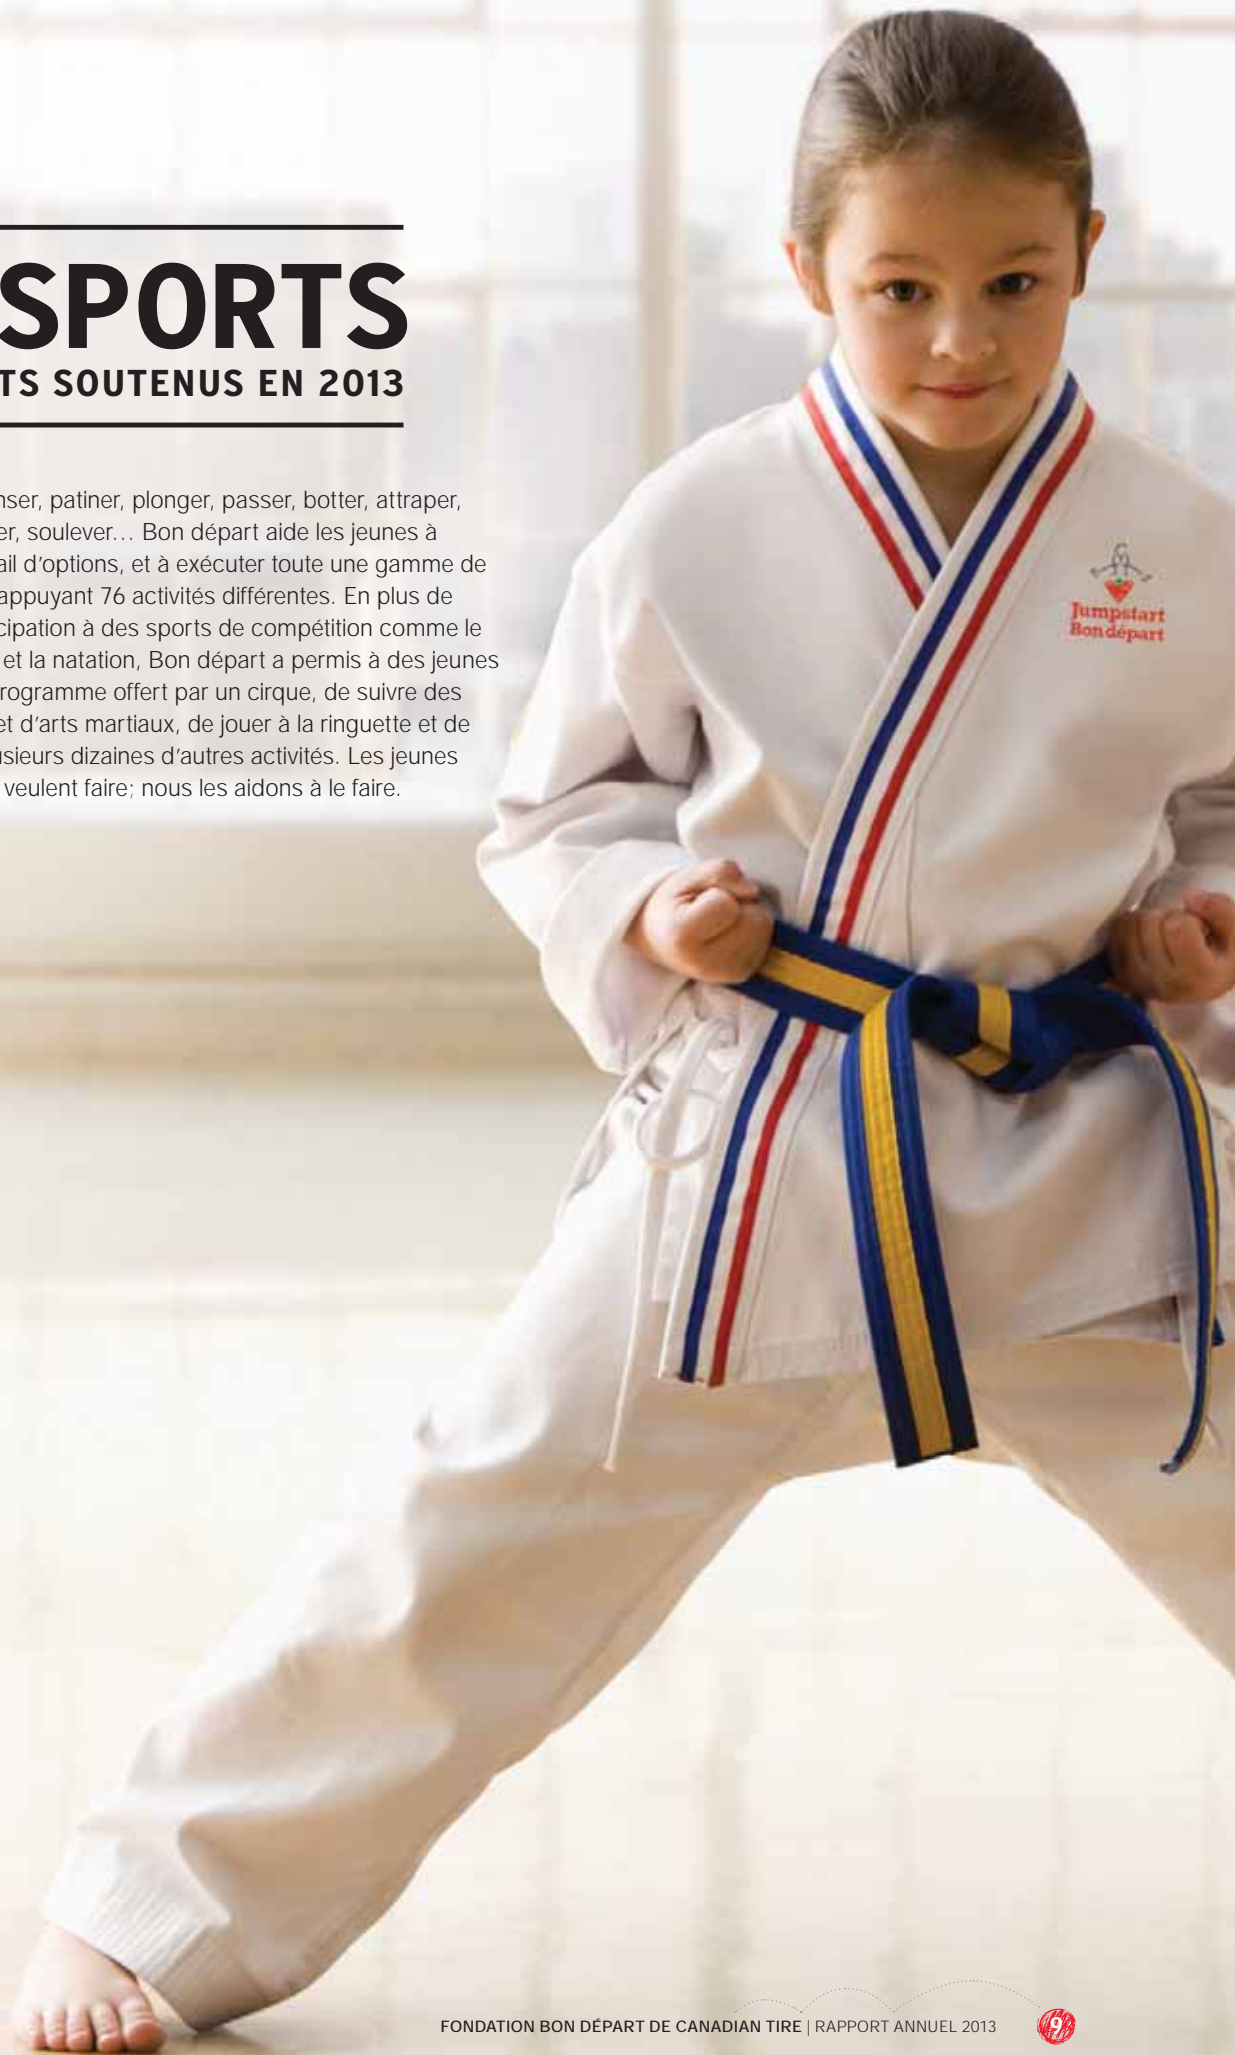 SPORTS
TS SOUTENUS EN 2013
nser, patiner, plonger, passer, botter, attraper,
er, soulever… Bon départ aide les jeunes à
ail d'options, et à exécuter toute une gamme de
appuyant 76 activités différentes. En plus de
cipation à des sports de compétition comme le
et la natation, Bon départ a permis à des jeunes
rogramme offert par un cirque, de suivre des
et d'arts martiaux, de jouer à la ringuette et de
usieurs dizaines d'autres activités. Les jeunes
veulent faire; nous les aidons à le faire.
Jumpstart
Bon départ
FONDATION BON DÉPART DE CANADIAN TIRE | RAPPORT ANNUEL 2013
9